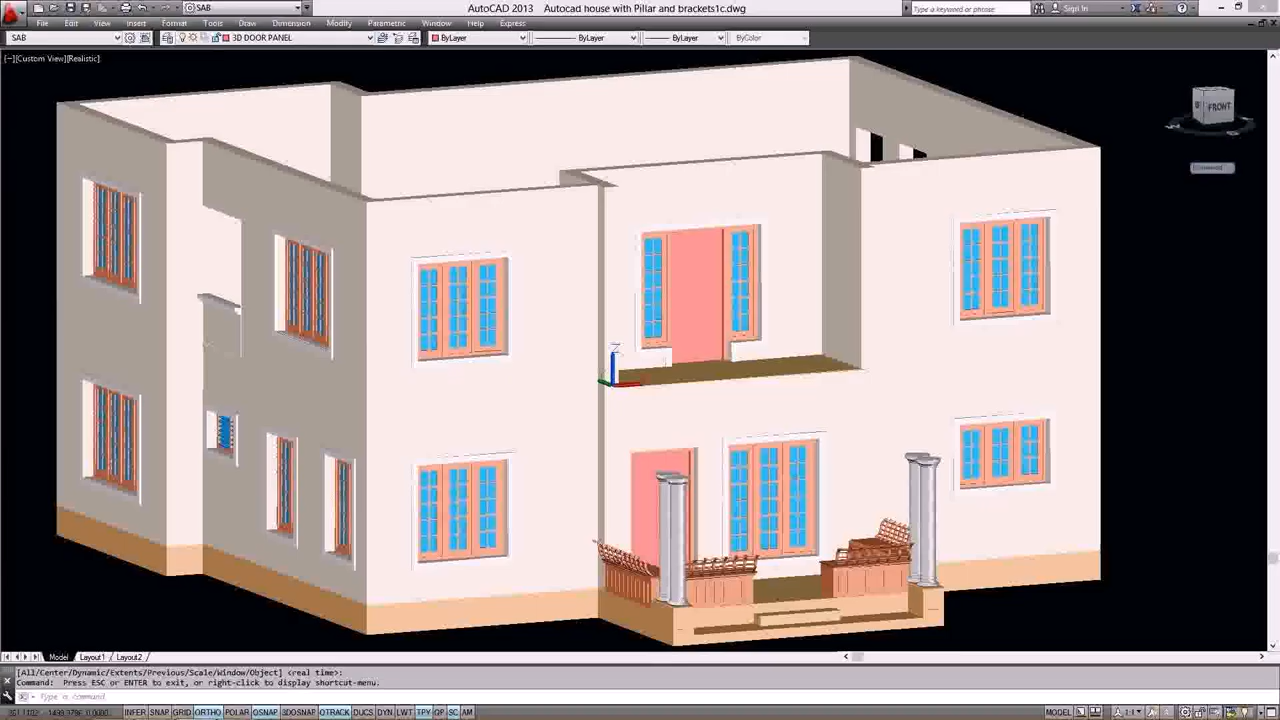 SAB
AutoCAD 2013    Autocad house with Pillar and brackets1c.dwg
Type a keyword or phrase
Sign In
File Edit View Insert Format Tools Draw Dimension Modify Parametric Window Help Express
SAB
3D DOOR PANEL
ByLayer
ByLayer
ByLayer
ByColor
[−][Custom View][Realistic]
FRONT
Z
Model Layout1 Layout2
[All/Center/Dynamic/Extents/Previous/Scale/Window/Object] <real time>:
Command:  Press ESC or ENTER to exit, or right-click to display shortcut-menu.
Type a command
INFER SNAP GRID ORTHO POLAR OSNAP 3DOSNAP OTRACK DUCS DYN LWT TPY QP SC AM
MODEL
1:1